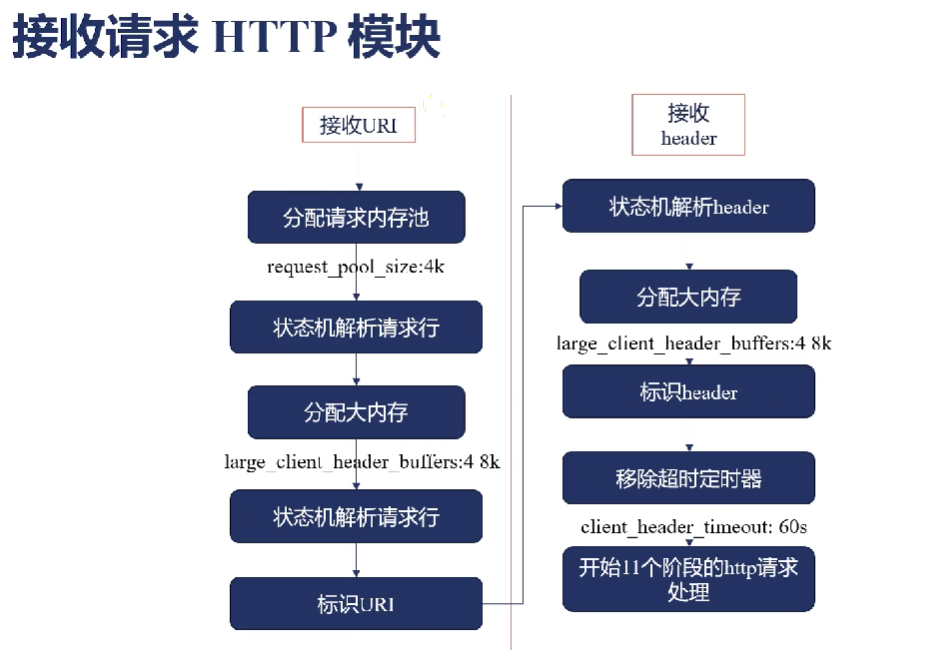 接收请求 HTTP 模块
接收URI
分配请求内存池
request_pool_size:4k
状态机解析请求行
分配大内存
large_client_header_buffers:4 8k
状态机解析请求行
标识URI
接收
header
状态机解析header
分配大内存
large_client_header_buffers:4 8k
标识header
移除超时定时器
client_header_timeout: 60s
开始11个阶段的http请求
处理